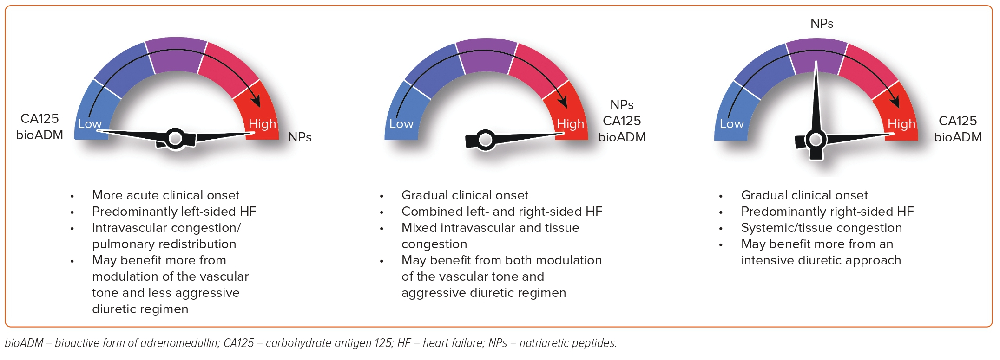 CA125
bioADM
Low
High
NPs
• More acute clinical onset
• Predominantly left-sided HF
• Intravascular congestion/
pulmonary redistribution
• May benefit more from
modulation of the vascular
tone and less aggressive
diuretic regimen
Low
High
NPs
CA125
bioADM
• Gradual clinical onset
• Combined left- and right-sided HF
• Mixed intravascular and tissue
congestion
• May benefit from both modulation
of the vascular tone and
aggressive diuretic regimen
NPs
Low
High
CA125
bioADM
• Gradual clinical onset
• Predominantly right-sided HF
• Systemic/tissue congestion
• May benefit more from an
intensive diuretic approach
bioADM = bioactive form of adrenomedullin; CA125 = carbohydrate antigen 125; HF = heart failure; NPs = natriuretic peptides.